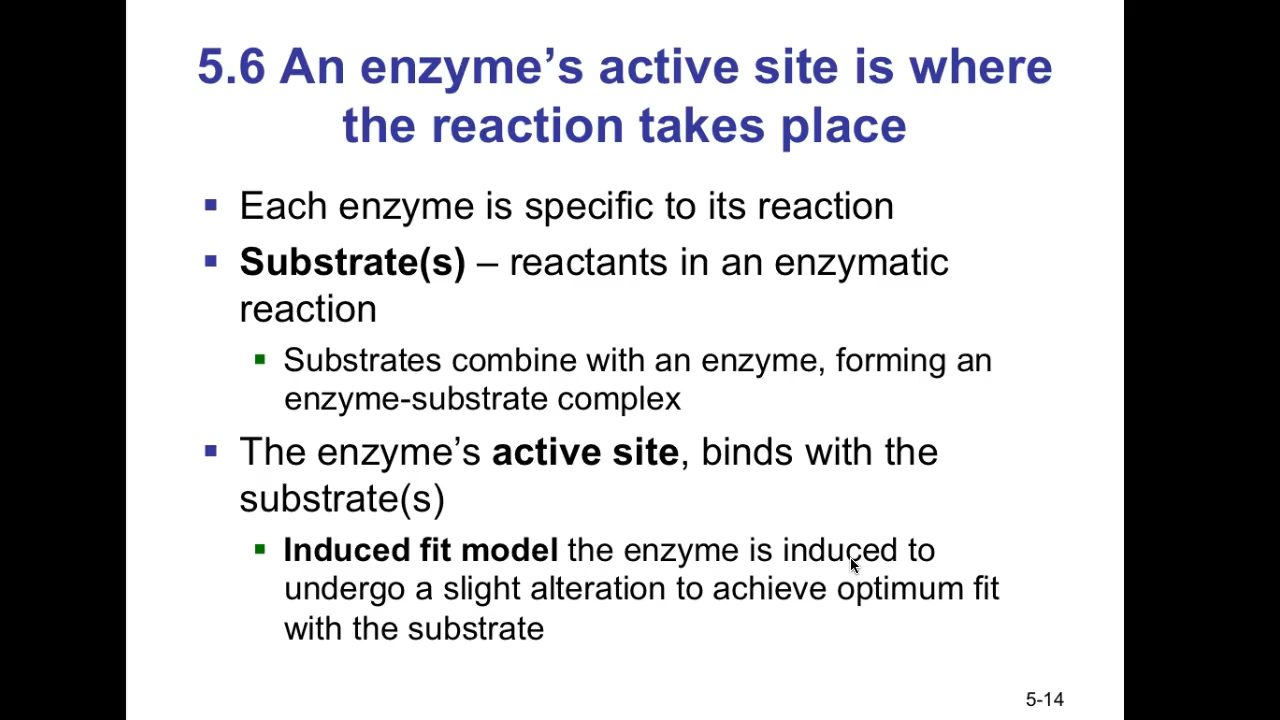 5.6 An enzyme’s active site is where
the reaction takes place
▪ Each enzyme is specific to its reaction
▪ Substrate(s) – reactants in an enzymatic
reaction
▪ Substrates combine with an enzyme, forming an
enzyme-substrate complex
▪ The enzyme’s active site, binds with the
substrate(s)
▪ Induced fit model the enzyme is induced to
undergo a slight alteration to achieve optimum fit
with the substrate
5-14